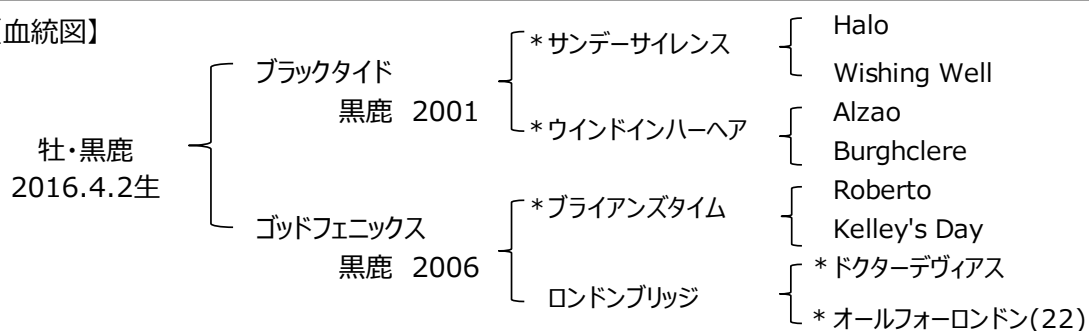 血統図】
Halo
*サンデーサイレンス
ブラックタイド
Wishing Well
黒鹿 2001
Alzao
*ウインドインハーヘア
牡・黒鹿
Burghclere
2016.4.2生
Roberto
*ブライアンズタイム
ゴッドフェニックス
Kelley's Day
黒鹿 2006
*ドクターデヴィアス
ロンドンブリッジ
*オールフォーロンドン(22)